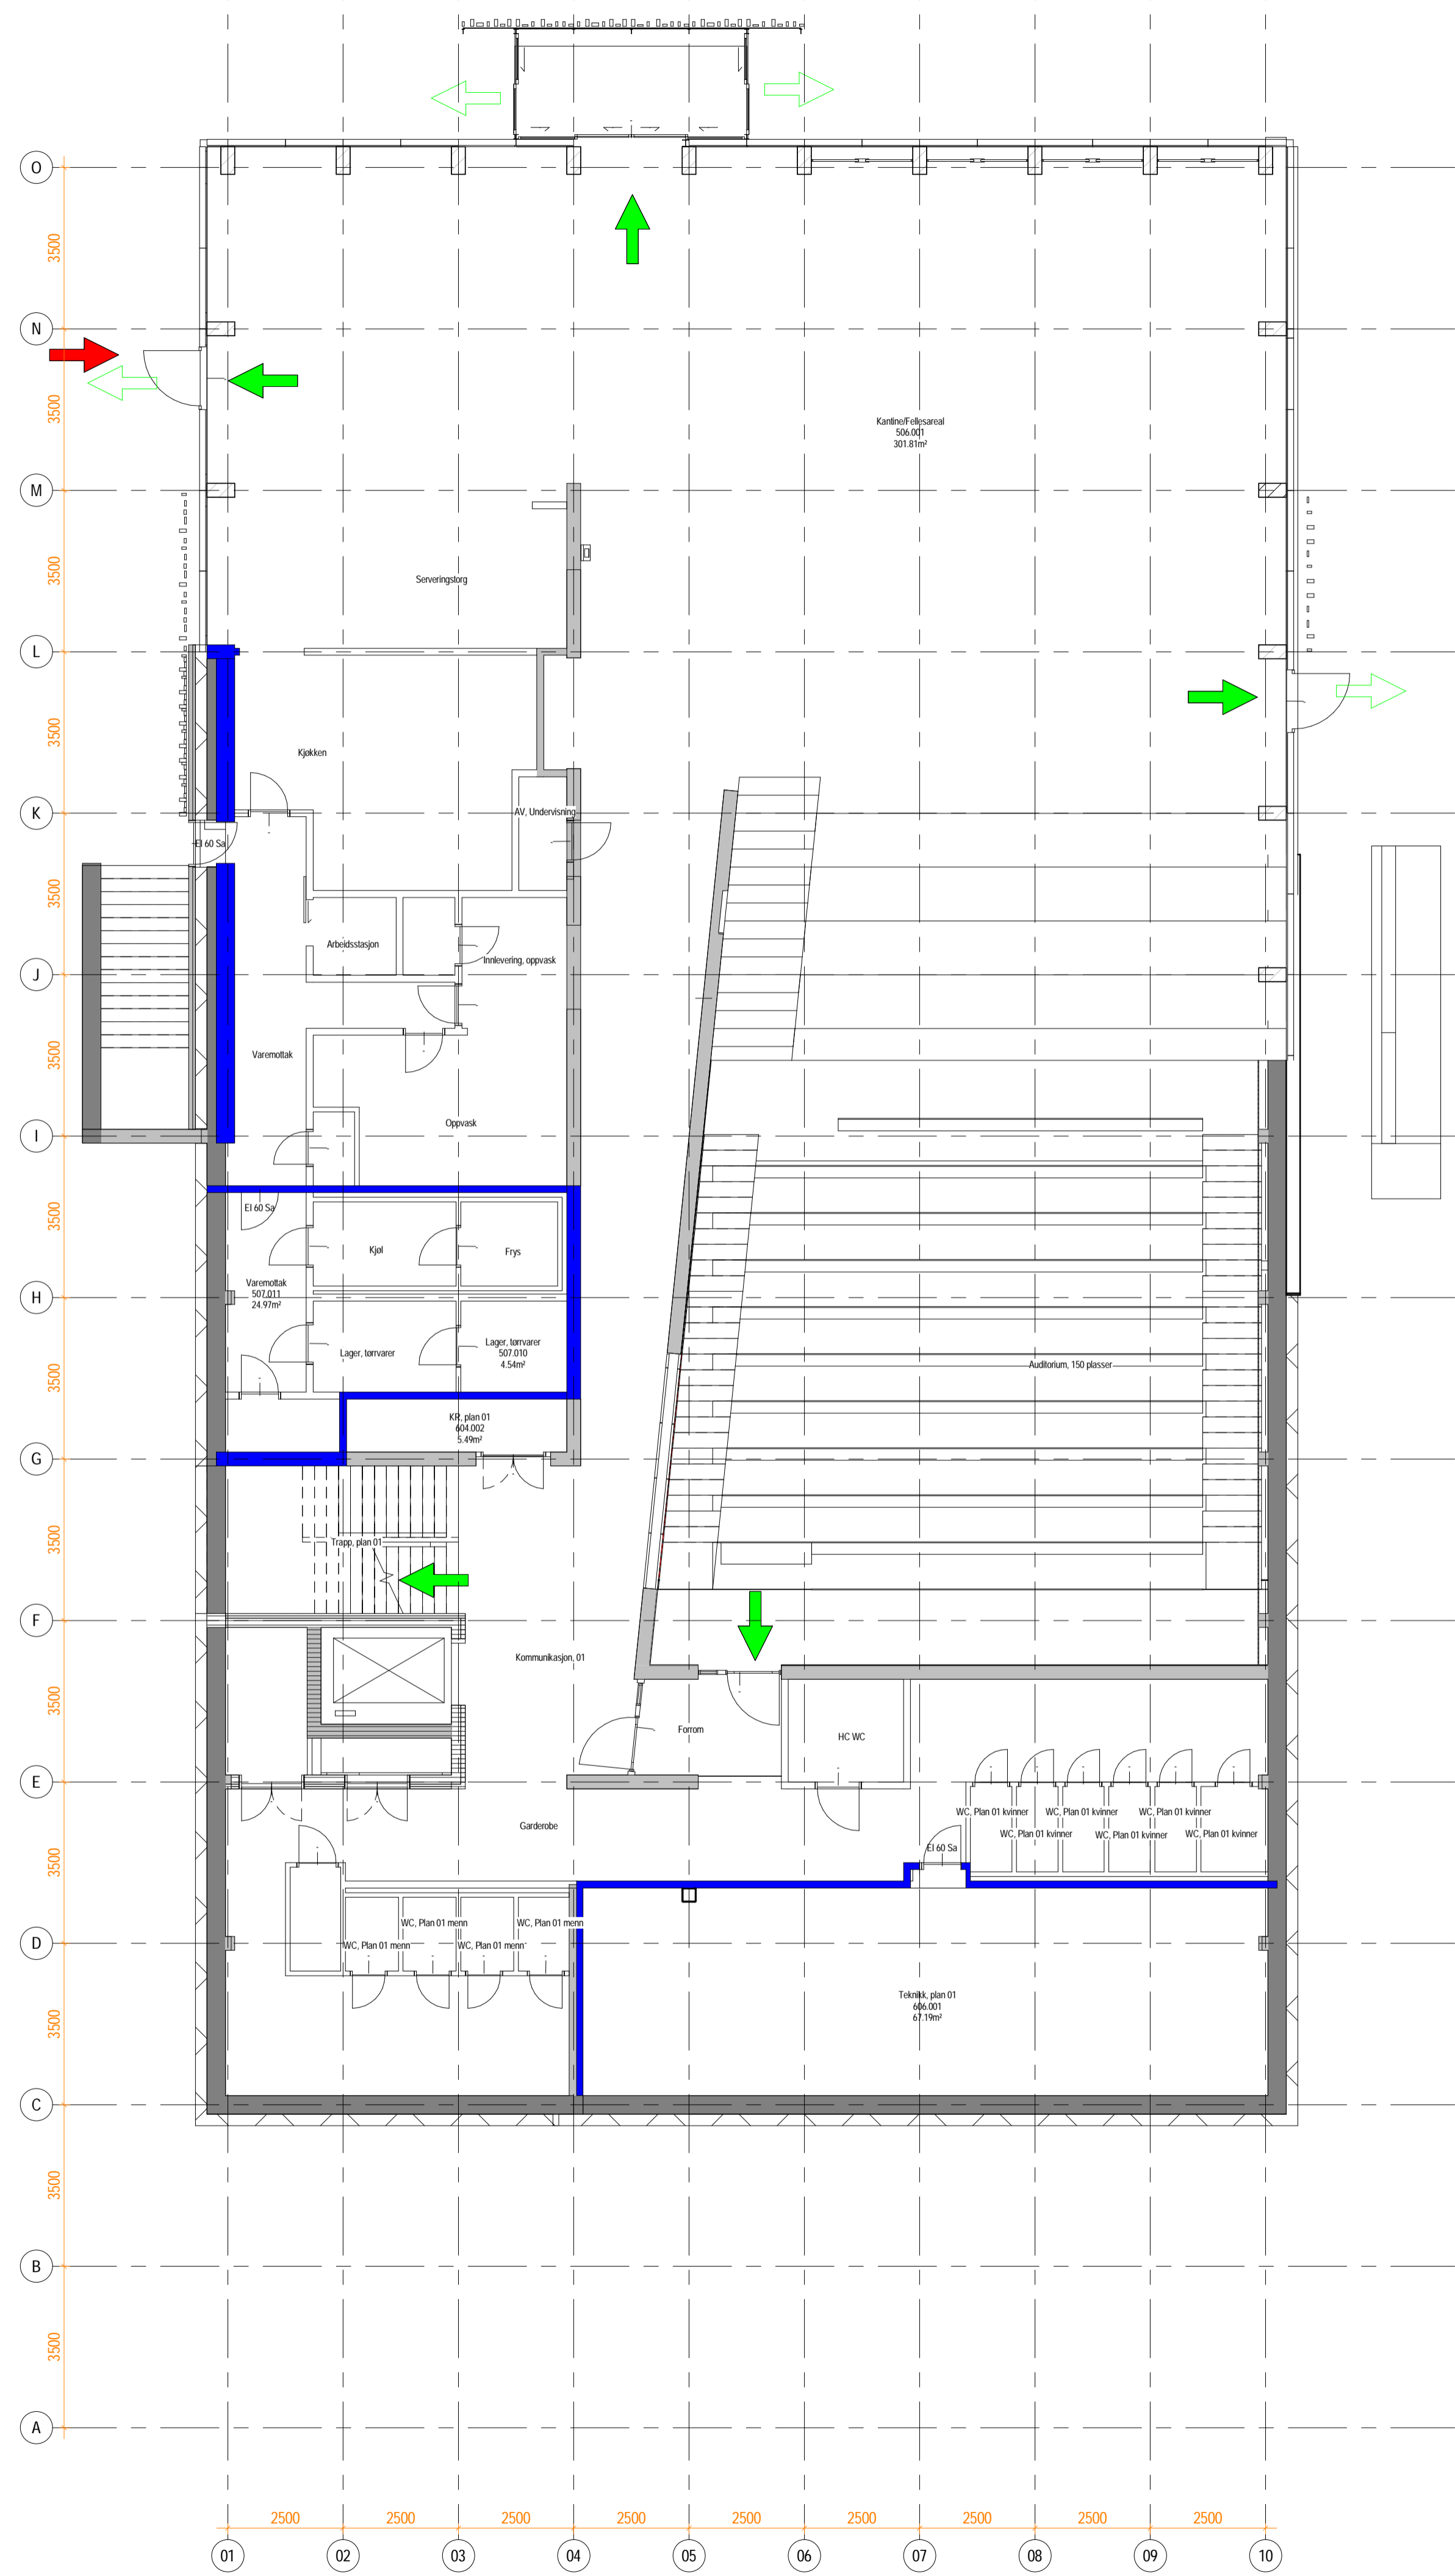 O
3500
N
3500
Kantine/Fellesareal
506.001
301.81m²
M
3500
Serveringstorg
L
3500
Kjøkken
K
AV, Undervisning
EI 60 Sa
3500
Arbeidsstasjon
Innlevering, oppvask
J
3500
Varemottak
Oppvask
I
3500
EI 60 Sa
Kjøl
Frys
Varemottak
507.011
24.97m²
H
3500
Lager, tørrvarer
Lager, tørrvarer
507.010
4.54m²
Auditorium, 150 plasser
KR, plan 01
604.002
5.49m²
G
3500
Trapp, plan 01
F
3500
Kommunikasjon, 01
Forrom
HC WC
E
3500
Garderobe
WC, Plan 01 kvinner
WC, Plan 01 kvinner
WC, Plan 01 kvinner
WC, Plan 01 kvinner
WC, Plan 01 kvinner
WC, Plan 01 kvinner
EI 60 Sa
WC, Plan 01 menn
WC, Plan 01 menn
WC, Plan 01 menn
WC, Plan 01 menn
D
3500
Teknikk, plan 01
606.001
67.19m²
C
3500
B
3500
A
2500 2500 2500 2500 2500 2500 2500 2500 2500
01 02 03 04 05 06 07 08 09 10